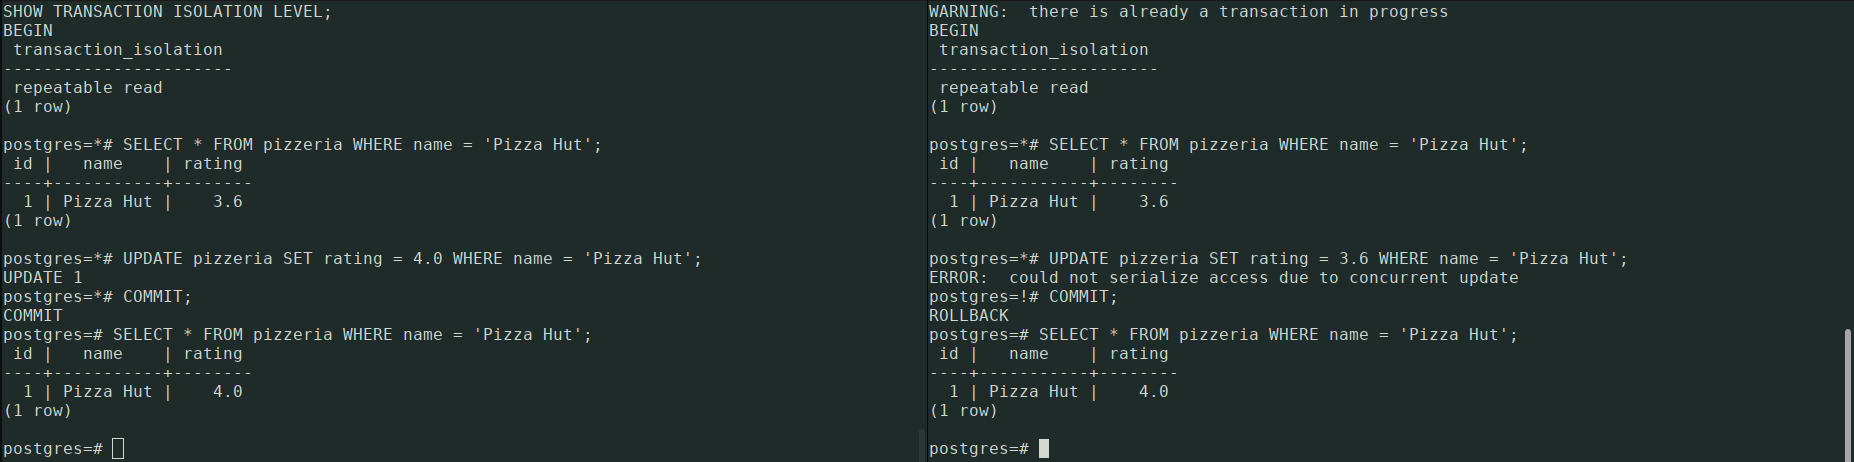 SHOW TRANSACTION ISOLATION LEVEL;
BEGIN
 transaction_isolation
-----------------------
 repeatable read
(1 row)

postgres=*# SELECT * FROM pizzeria WHERE name = 'Pizza Hut';
 id |   name    | rating
----+-----------+--------
  1 | Pizza Hut |    3.6
(1 row)

postgres=*# UPDATE pizzeria SET rating = 4.0 WHERE name = 'Pizza Hut';
UPDATE 1
postgres=*# COMMIT;
COMMIT
postgres=# SELECT * FROM pizzeria WHERE name = 'Pizza Hut';
 id |   name    | rating
----+-----------+--------
  1 | Pizza Hut |    4.0
(1 row)

postgres=#
WARNING:  there is already a transaction in progress
BEGIN
 transaction_isolation
-----------------------
 repeatable read
(1 row)

postgres=*# SELECT * FROM pizzeria WHERE name = 'Pizza Hut';
 id |   name    | rating
----+-----------+--------
  1 | Pizza Hut |    3.6
(1 row)

postgres=*# UPDATE pizzeria SET rating = 3.6 WHERE name = 'Pizza Hut';
ERROR:  could not serialize access due to concurrent update
postgres=!# COMMIT;
ROLLBACK
postgres=# SELECT * FROM pizzeria WHERE name = 'Pizza Hut';
 id |   name    | rating
----+-----------+--------
  1 | Pizza Hut |    4.0
(1 row)

postgres=#